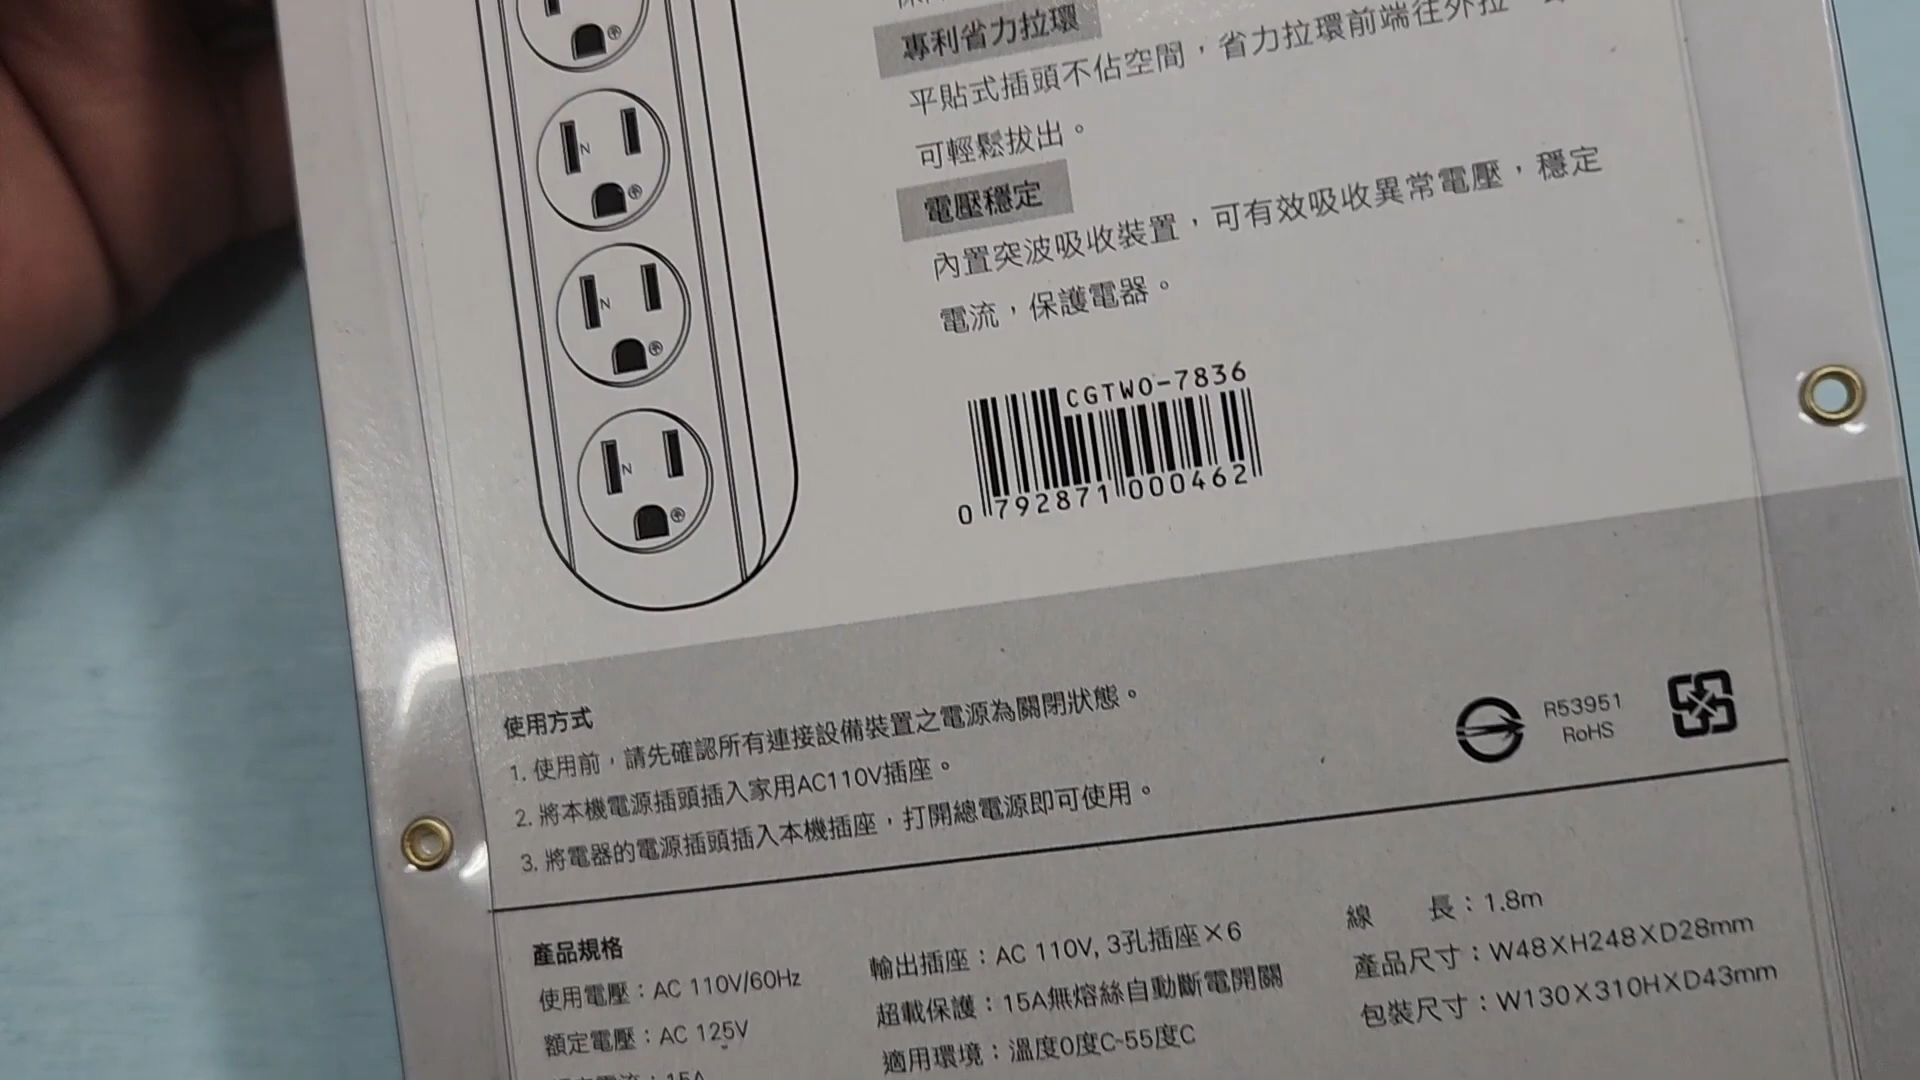 專利省力拉環
平貼式插頭不佔空間，省力拉環前端往外拉，
可輕鬆拔出。
電壓穩定
內置突波吸收裝置，可有效吸收異常電壓，穩定
電流，保護電器。
CGTWO-7836
0 792871 000462
N
N
N
使用方式
1. 使用前，請先確認所有連接設備裝置之電源為關閉狀態。
2. 將本機電源插頭插入家用AC110V插座。
3. 將電器的電源插頭插入本機插座，打開總電源即可使用。
R53951
RoHS
產品規格
使用電壓：AC 110V/60Hz
額定電壓：AC 125V
：15A
輸出插座：AC 110V, 3孔插座×6
超載保護：15A無熔絲自動斷電開關
適用環境：溫度0度C-55度C
線　　長：1.8m
產品尺寸：W48XH248XD28mm
包裝尺寸：W130X310HXD43mm